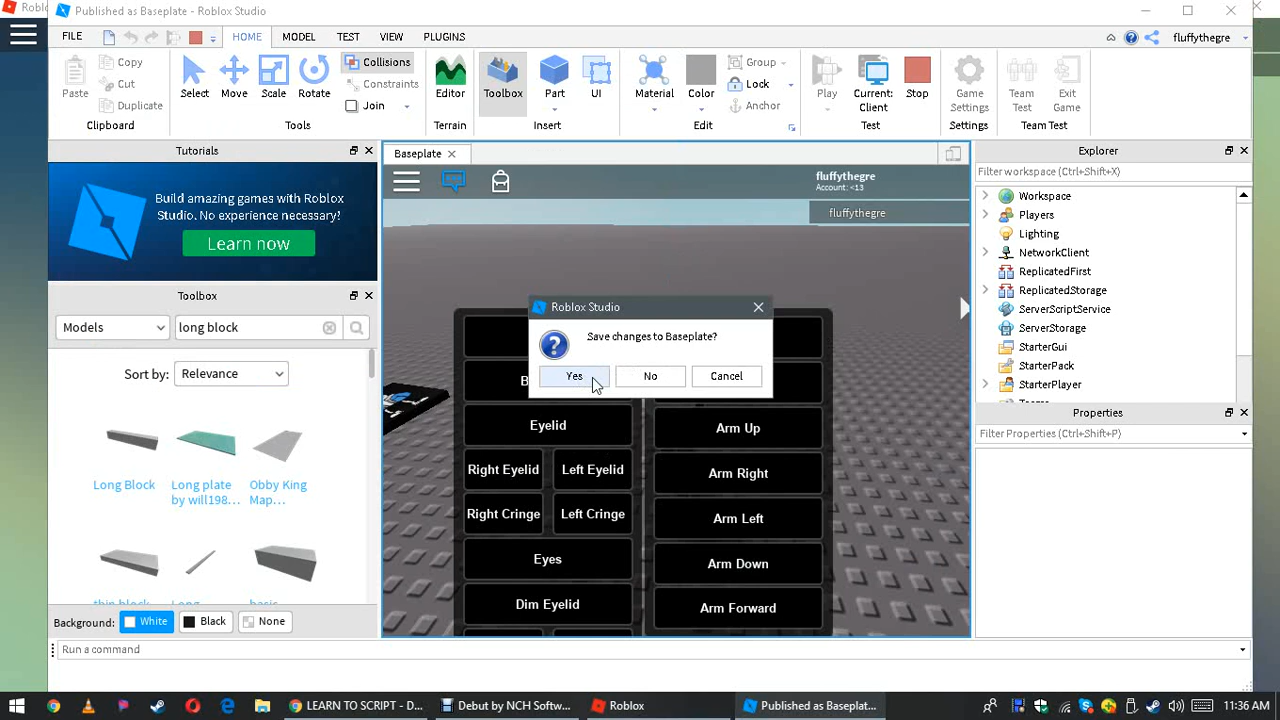 Roblo
Published as Baseplate - Roblox Studio
FILE
HOME
MODEL
TEST
VIEW
PLUGINS
fluffythegre
Paste
Copy
Cut
Duplicate
Clipboard
Select
Move
Scale
Rotate
Collisions
Constraints
Join
Tools
Editor
Terrain
Toolbox
Part
UI
Insert
Material
Color
Group
Lock
Anchor
Edit
Play
Current:
Client
Stop
Test
Game
Settings
Settings
Team
Test
Exit
Game
Team Test
Tutorials
Build amazing games with Roblox
Studio. No experience necessary!
Learn now
Toolbox
Models
long block
Sort by:
Relevance
Long Block
Long plate
by will198...
Obby King
Map...
thin block
Long
basic
Background:
White
Black
None
Run a command
Baseplate
fluffythegre
Account: <13
fluffythegre
Roblox Studio
Save changes to Baseplate?
Yes
No
Cancel
B
Eyelid
Right Eyelid
Left Eyelid
Right Cringe
Left Cringe
Eyes
Dim Eyelid
Arm Up
Arm Right
Arm Left
Arm Down
Arm Forward
Explorer
Filter workspace (Ctrl+Shift+X)
Workspace
Players
Lighting
NetworkClient
ReplicatedFirst
ReplicatedStorage
ServerScriptService
ServerStorage
StarterGui
StarterPack
StarterPlayer
Properties
Filter Properties (Ctrl+Shift+P)
LEARN TO SCRIPT - D...
Debut by NCH Softw...
Roblox
Published as Baseplat...
11:36 AM